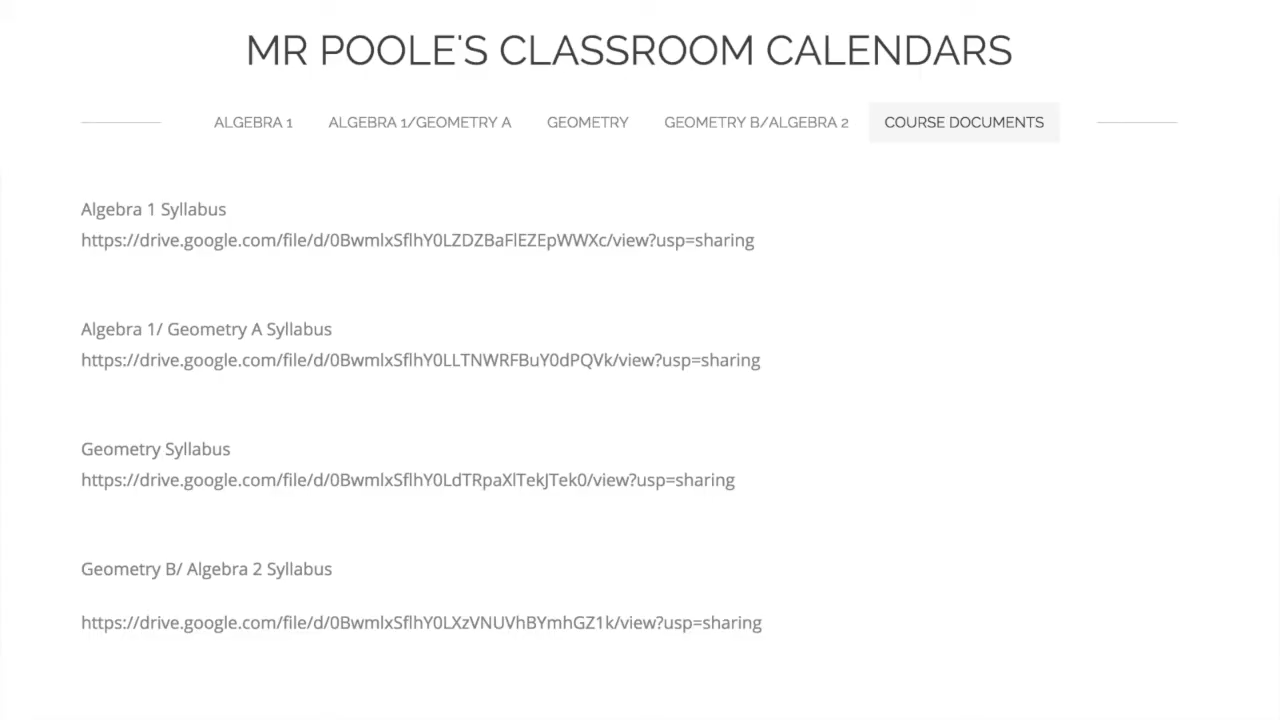 MR POOLE'S CLASSROOM CALENDARS
ALGEBRA 1 ALGEBRA 1/GEOMETRY A GEOMETRY GEOMETRY B/ALGEBRA 2 COURSE DOCUMENTS
Algebra 1 Syllabus
https://drive.google.com/file/d/0BwmlxSflhY0LZDZBaFlEZEpWWXc/view?usp=sharing
Algebra 1/ Geometry A Syllabus
https://drive.google.com/file/d/0BwmlxSflhY0LLTNWRFBuY0dPQVk/view?usp=sharing
Geometry Syllabus
https://drive.google.com/file/d/0BwmlxSflhY0LdTRpaXlTekJTek0/view?usp=sharing
Geometry B/ Algebra 2 Syllabus
https://drive.google.com/file/d/0BwmlxSflhY0LXzVNUVhBYmhGZ1k/view?usp=sharing